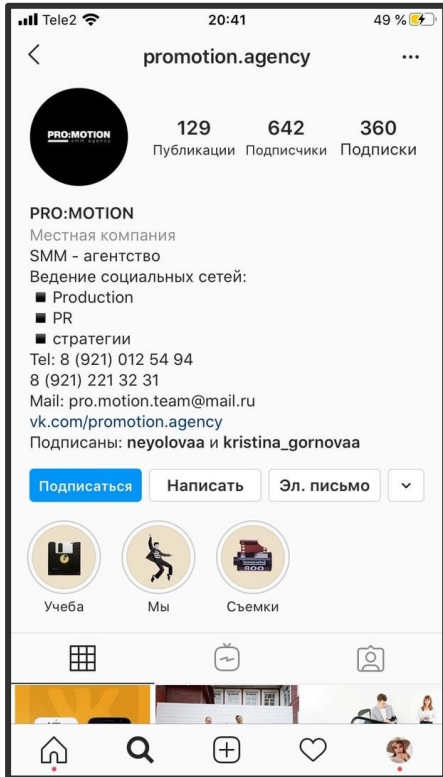 Tele2 20:41 49 %
promotion.agency
PRO:MOTION
smm agency
129 642 360
Публикации Подписчики Подписки
PRO:MOTION
Местная компания
SMM - агентство
Ведение социальных сетей:
Production
PR
стратегии
Tel: 8 (921) 012 54 94
8 (921) 221 32 31
Mail: pro.motion.team@mail.ru
vk.com/promotion.agency
Подписаны: neyolovaa и kristina_gornovaa
Подписаться Написать Эл. письмо
800
Учеба Мы Съемки